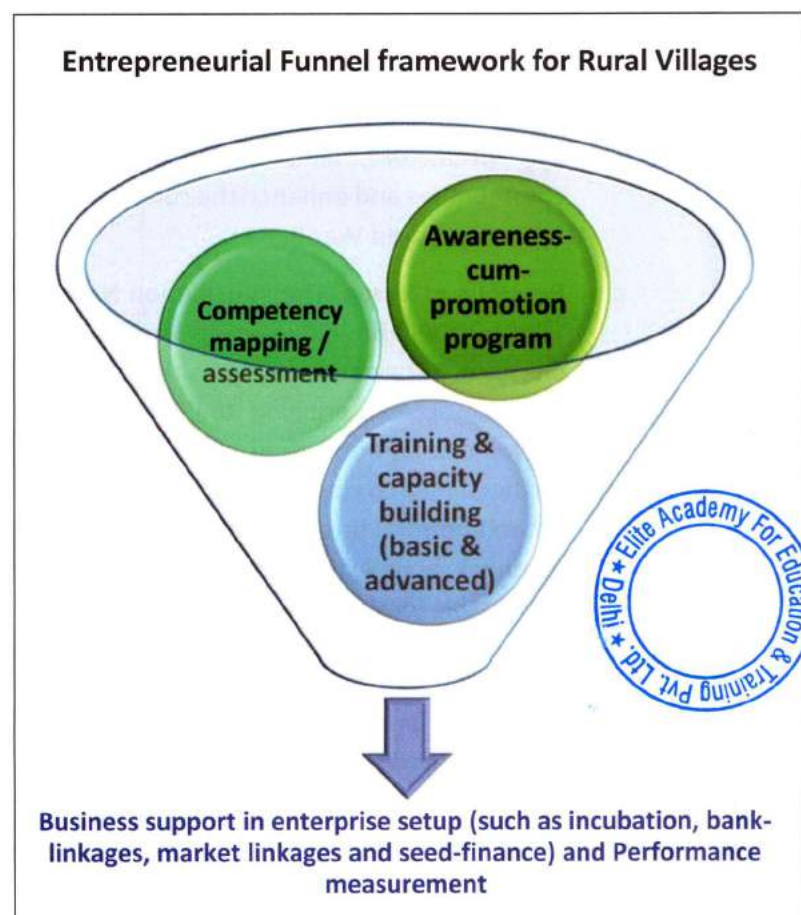 Entrepreneurial Funnel framework for Rural Villages
Awareness-
cum-
promotion
program
Competency
mapping /
assessment
Training &
capacity
building
(basic &
advanced)
Elite Academy For Education & Training Pvt. Ltd. ★ Delhi ★
Business support in enterprise setup (such as incubation, bank-
linkages, market linkages and seed-finance) and Performance
measurement